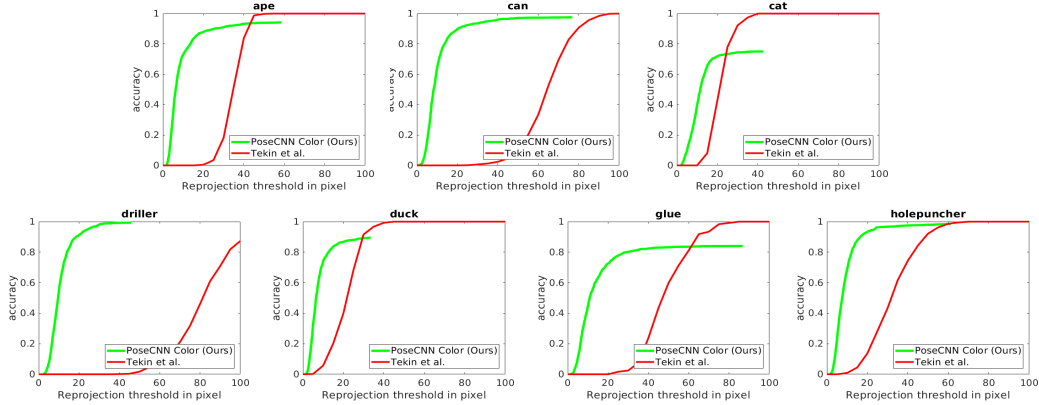 ape
can
cat
1
0.8
0.6
0.4
0.2
0
accuracy
PoseCNN Color (Ours)
Tekin et al.
0 20 40 60 80 100
Reprojection threshold in pixel
1
0.8
0.6
0.4
0.2
0
accuracy
PoseCNN Color (Ours)
Tekin et al.
0 20 40 60 80 100
Reprojection threshold in pixel
1
0.8
0.6
0.4
0.2
0
accuracy
PoseCNN Color (Ours)
Tekin et al.
0 20 40 60 80 100
Reprojection threshold in pixel
driller
duck
glue
holepuncher
1
0.8
0.6
0.4
0.2
0
accuracy
PoseCNN Color (Ours)
Tekin et al.
0 20 40 60 80 100
Reprojection threshold in pixel
1
0.8
0.6
0.4
0.2
0
accuracy
PoseCNN Color (Ours)
Tekin et al.
0 20 40 60 80 100
Reprojection threshold in pixel
1
0.8
0.6
0.4
0.2
0
accuracy
PoseCNN Color (Ours)
Tekin et al.
0 20 40 60 80 100
Reprojection threshold in pixel
1
0.8
0.6
0.4
0.2
0
accuracy
PoseCNN Color (Ours)
Tekin et al.
0 20 40 60 80 100
Reprojection threshold in pixel